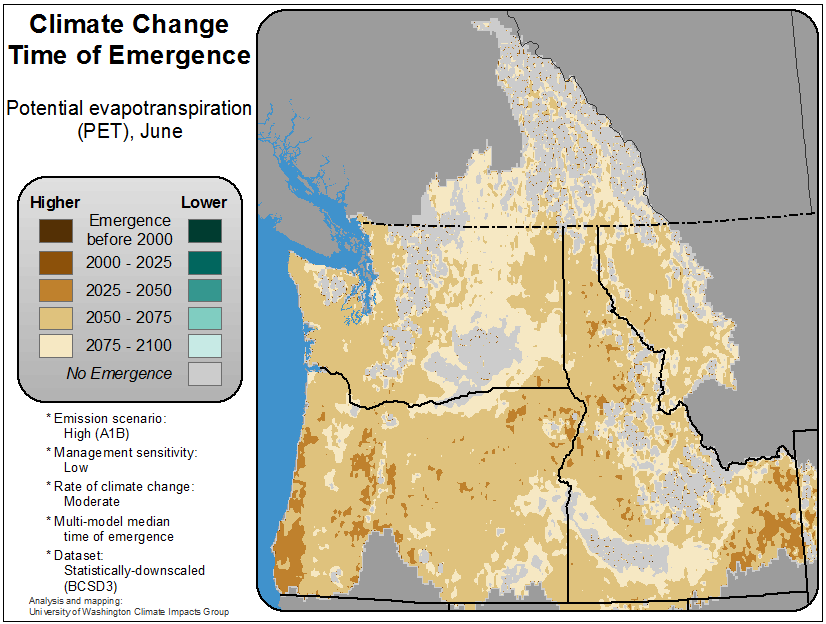 Climate Change
Time of Emergence
Potential evapotranspiration
(PET), June
Higher
Lower
Emergence
before 2000
2000 - 2025
2025 - 2050
2050 - 2075
2075 - 2100
No Emergence
* Emission scenario:
High (A1B)
* Management sensitivity:
Low
* Rate of climate change:
Moderate
* Multi-model median
time of emergence
* Dataset:
Statistically-downscaled
(BCSD3)
Analysis and mapping:
University of Washington Climate Impacts Group